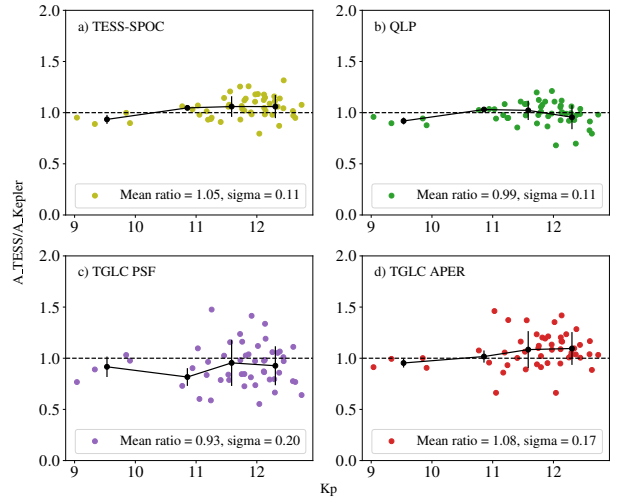 a) TESS-SPOC
2.0
1.5
1.0
0.5
0.0
9 10 11 12
Mean ratio = 1.05, sigma = 0.11
b) QLP
2.0
1.5
1.0
0.5
0.0
9 10 11 12
Mean ratio = 0.99, sigma = 0.11
A_TESS/A_Kepler
c) TGLC PSF
2.0
1.5
1.0
0.5
0.0
9 10 11 12
Mean ratio = 0.93, sigma = 0.20
d) TGLC APER
2.0
1.5
1.0
0.5
0.0
9 10 11 12
Mean ratio = 1.08, sigma = 0.17
Kp